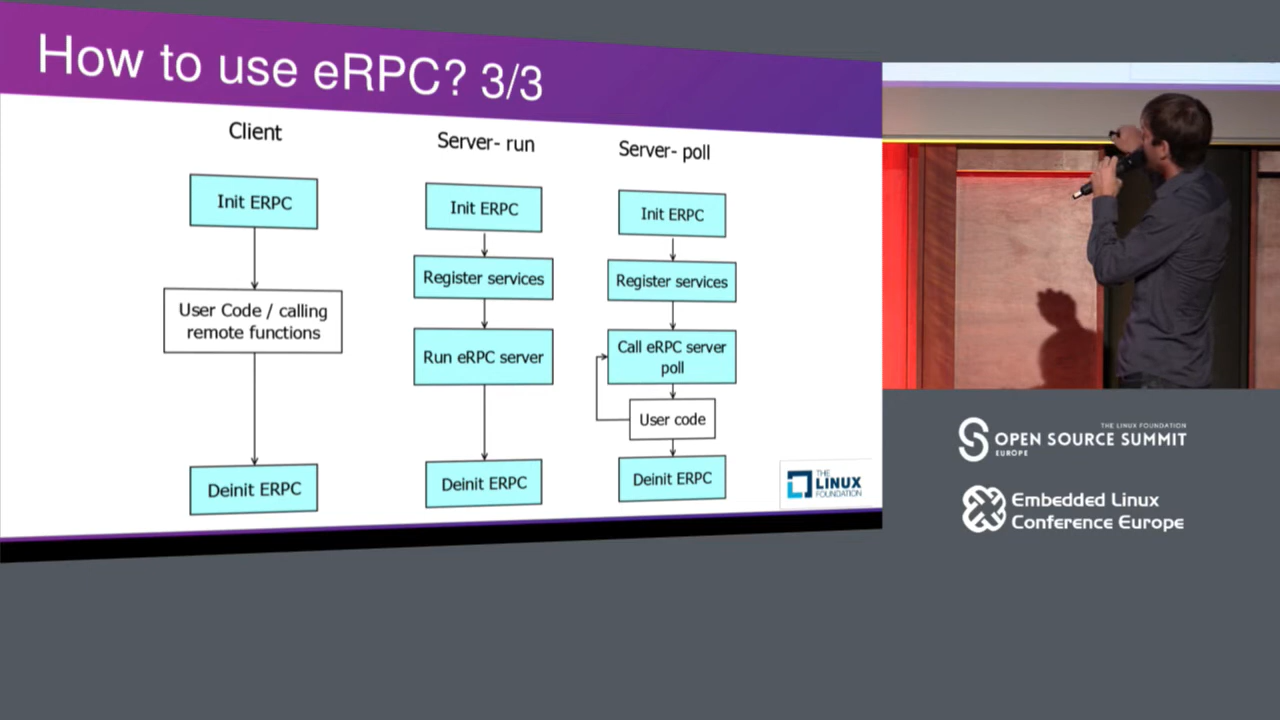 How to use eRPC? 3/3
Client
Init ERPC
User Code / calling
remote functions
Deinit ERPC
Server- run
Init ERPC
Register services
Run eRPC server
Deinit ERPC
Server- poll
Init ERPC
Register services
Call eRPC server
poll
User code
Deinit ERPC
THE
LINUX
FOUNDATION
THE LINUX FOUNDATION
OPEN SOURCE SUMMIT
EUROPE
Embedded Linux
Conference Europe